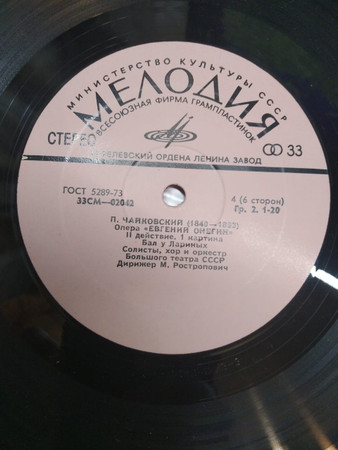 МИНИСТЕРСТВО КУЛЬТУРЫ СССР
МЕЛОДИЯ
ВСЕСОЮЗНАЯ ФИРМА ГРАМПЛАСТИНОК
СТЕРЕО
33
АПРЕЛЕВСКИЙ ОРДЕНА ЛЕНИНА ЗАВОД
ГОСТ 5289-73
33СМ—02043
4 (6 сторон)
Гр. 2. 1-20
П. ЧАЙКОВСКИЙ (1840—1893)
Опера «ЕВГЕНИЙ ОНЕГИН»
II действие. 1 картина
Бал у Лариных
Солисты, хор и оркестр
Большого театра СССР
Дирижер М. Ростропович